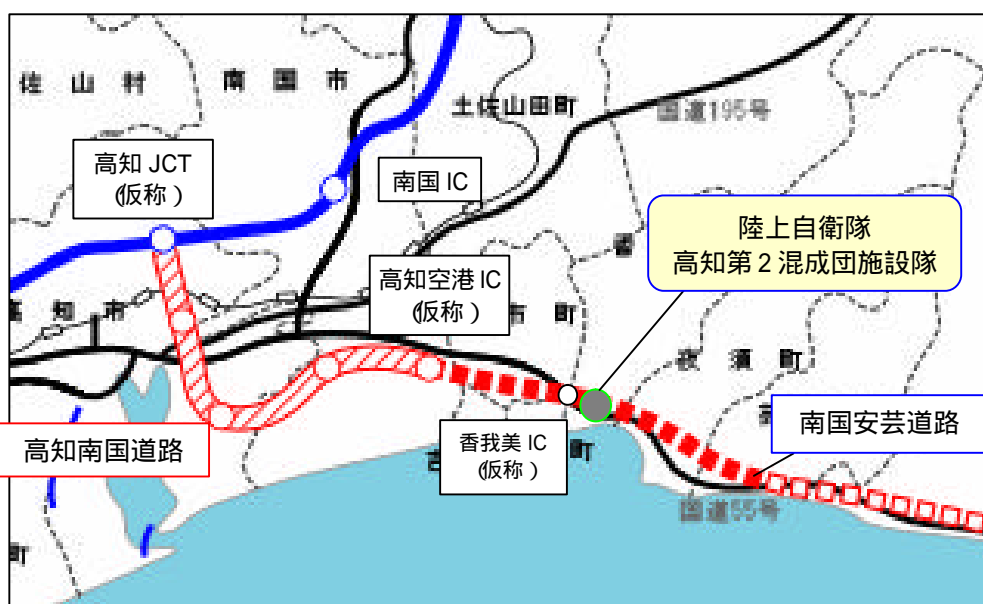 佐山村
南国市
土佐山田町
国道195号
高知 JCT
(仮称)
南国 IC
陸上自衛隊
高知第2混成団施設隊
高知空港 IC
(仮称)
高知市
市町
夜須町
南国安芸道路
高知南国道路
香我美 IC
(仮称)
吉
町
国道55号
町